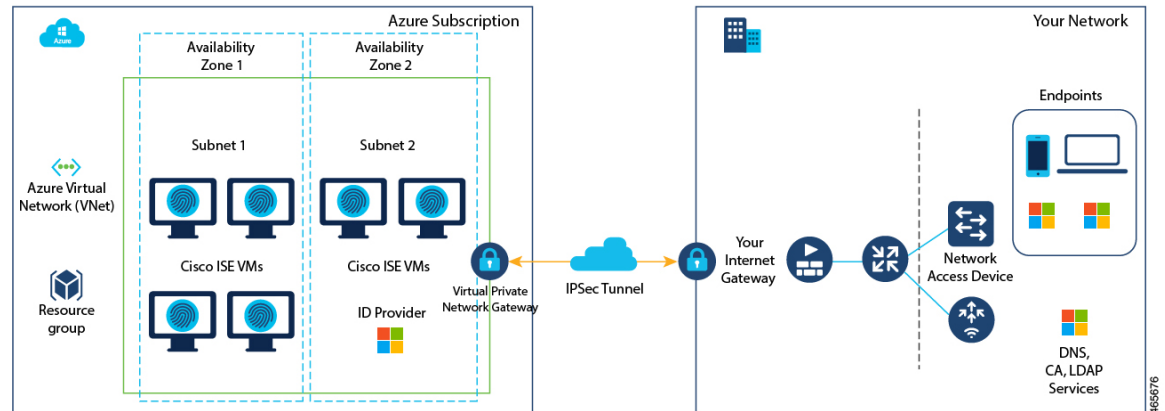 Azure Subscription
Azure
Availability
Zone 1
Availability
Zone 2
Subnet 1
Subnet 2
Azure Virtual
Network (VNet)
Cisco ISE VMs
Cisco ISE VMs
Resource
group
ID Provider
Virtual Private
Network Gateway
IPSec Tunnel
Your Network
Your
Internet
Gateway
Endpoints
Network
Access Device
DNS,
CA, LDAP
Services
465676